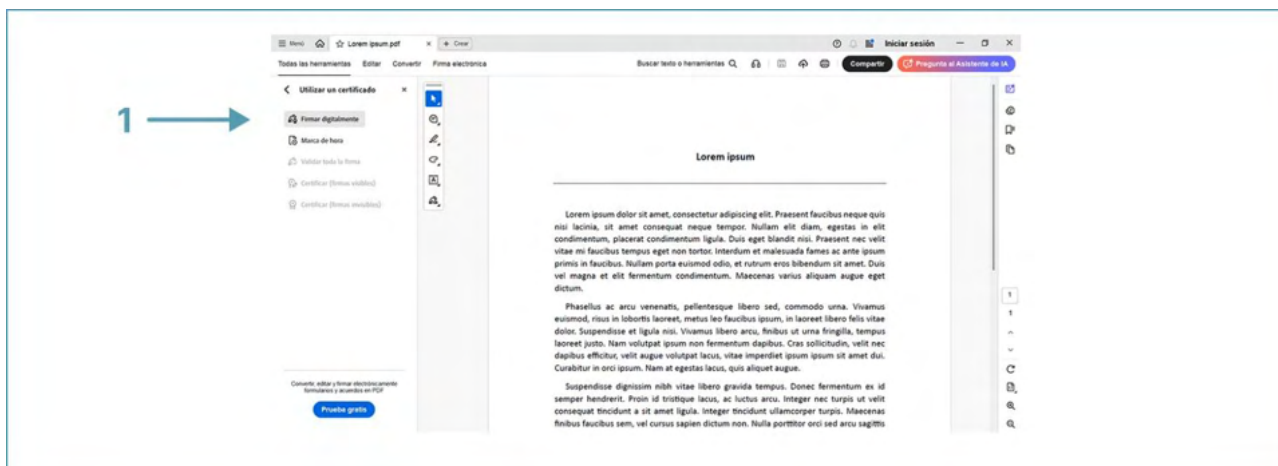 Menú
Lorem ipsum.pdf
+ Crear
Iniciar sesión
Todas las herramientas Editar Convertir Firma electrónica
Buscar texto o herramientas
Compartir
Pregunta al Asistente de IA
Utilizar un certificado
1
Firmar digitalmente
Marca de hora
Validar toda la firma
Certificar (firmas visibles)
Certificar (firmas invisibles)
Convertir, editar y firmar electrónicamente
formularios y acuerdos en PDF
Prueba gratis
Lorem ipsum
Lorem ipsum dolor sit amet, consectetur adipiscing elit. Praesent faucibus neque quis
nisi lacinia, sit amet consequat neque tempor. Nullam elit diam, egestas in elit
condimentum, placerat condimentum ligula. Duis eget blandit nisi. Praesent nec velit
vitae mi faucibus tempus eget non tortor. Interdum et malesuada fames ac ante ipsum
primis in faucibus. Nullam porta euismod odio, et rutrum eros bibendum sit amet. Duis
vel magna et elit fermentum condimentum. Maecenas varius aliquam augue eget
dictum.
Phasellus ac arcu venenatis, pellentesque libero sed, commodo urna. Vivamus
euismod, risus in lobortis laoreet, metus leo faucibus ipsum, in laoreet libero felis vitae
dolor. Suspendisse et ligula nisi. Vivamus libero arcu, finibus ut urna fringilla, tempus
laoreet justo. Nam volutpat ipsum non fermentum dapibus. Cras sollicitudin, velit nec
dapibus efficitur, velit augue volutpat lacus, vitae imperdiet ipsum ipsum sit amet dui.
Curabitur in orci ipsum. Nam at egestas lacus, quis aliquet augue.
Suspendisse dignissim nibh vitae libero gravida tempus. Donec fermentum ex id
semper hendrerit. Proin id tristique lacus, ac luctus arcu. Integer nec turpis ut velit
consequat tincidunt a sit amet ligula. Integer tincidunt ullamcorper turpis. Maecenas
finibus faucibus sem, vel cursus sapien dictum non. Nulla porttitor orci sed arcu sagittis
1
1